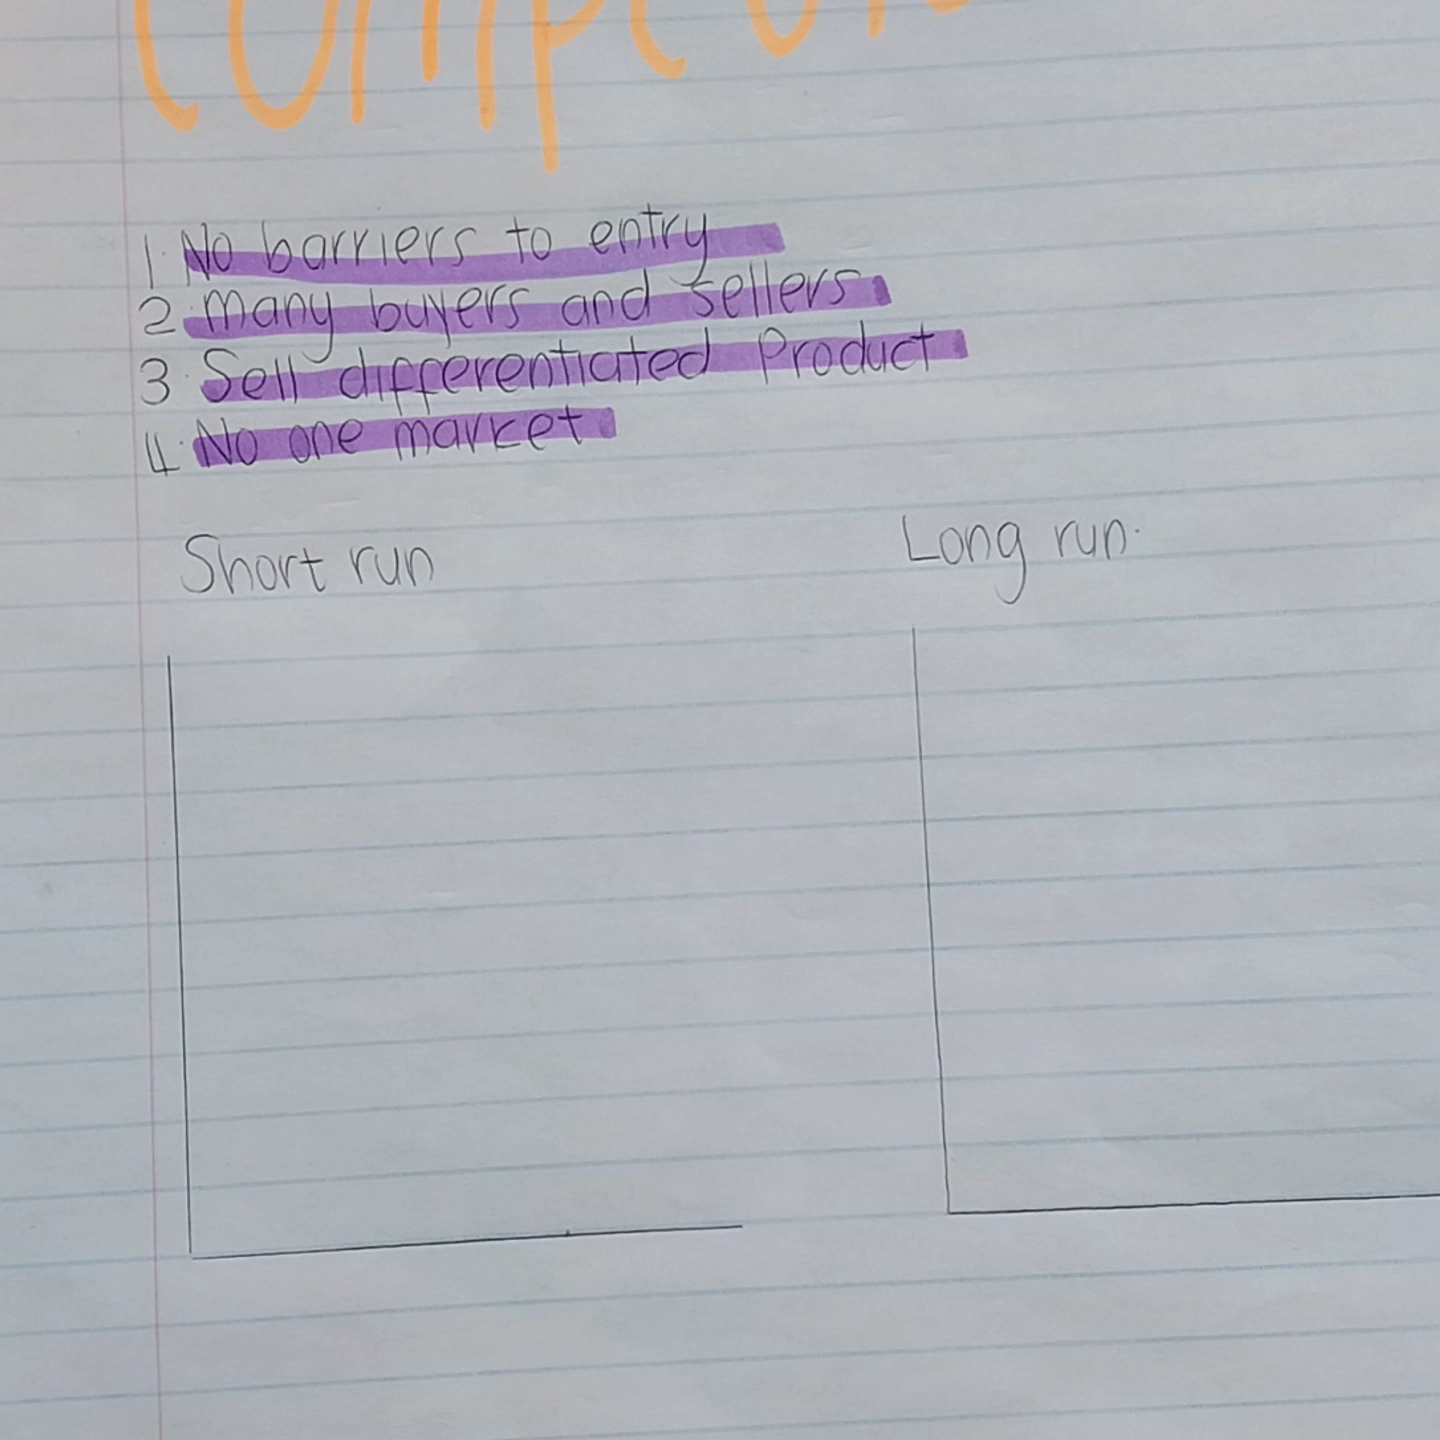 1. No barriers to entry
2. Many buyers and sellers
3. Sell differentiated Product
4. No one market
Short run
Long run.